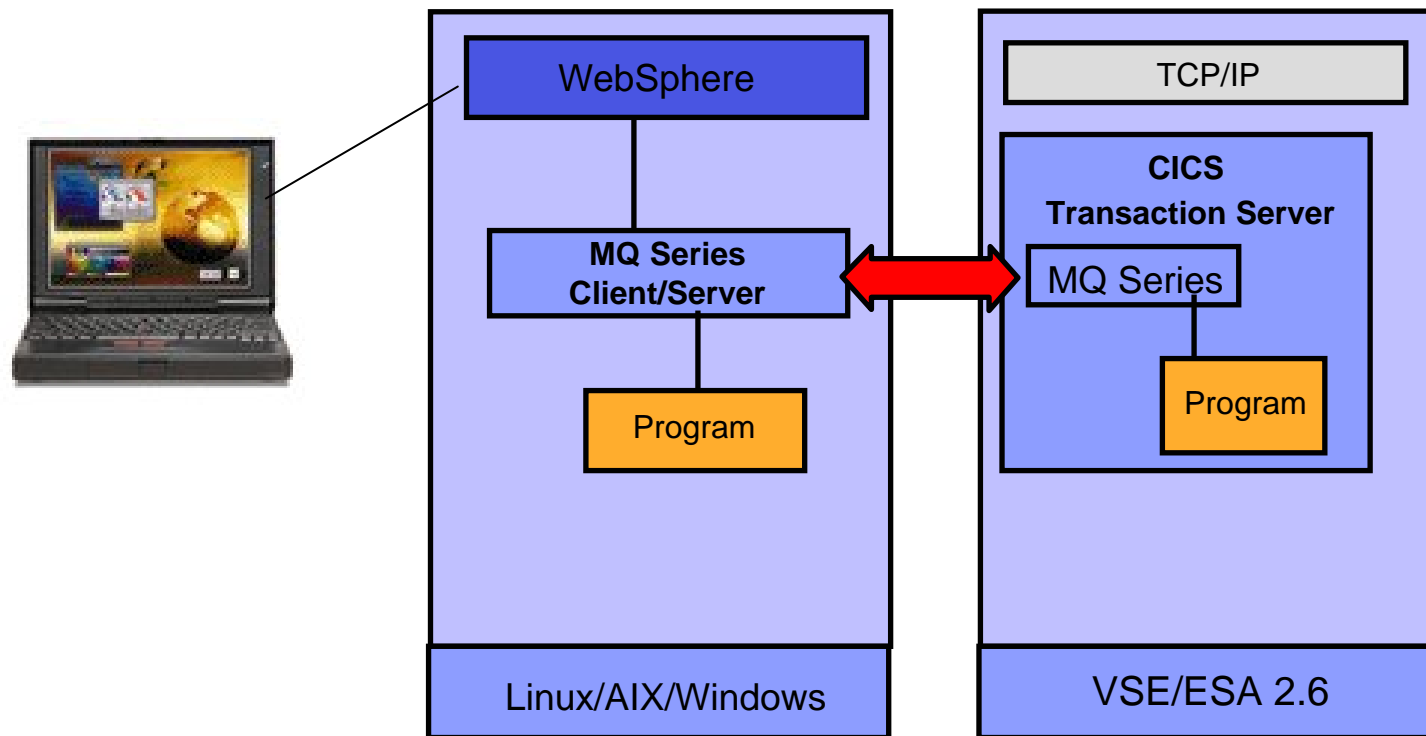 WebSphere
MQ Series
Client/Server
Program
Linux/AIX/Windows
TCP/IP
CICS
Transaction Server
MQ Series
Program
VSE/ESA 2.6